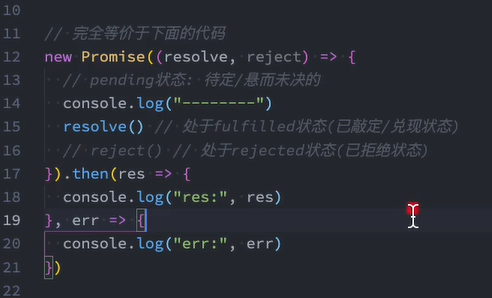 10
11 // 完全等价于下面的代码
12 new Promise((resolve, reject) => {
13 // pending状态: 待定/悬而未决的
14 console.log("--------")
15 resolve() // 处于fulfilled状态(已敲定/兑现状态)
16 // reject() // 处于rejected状态(已拒绝状态)
17 }).then(res => {
18 console.log("res:", res)
19 }, err => {
20 console.log("err:", err)
21 })
22